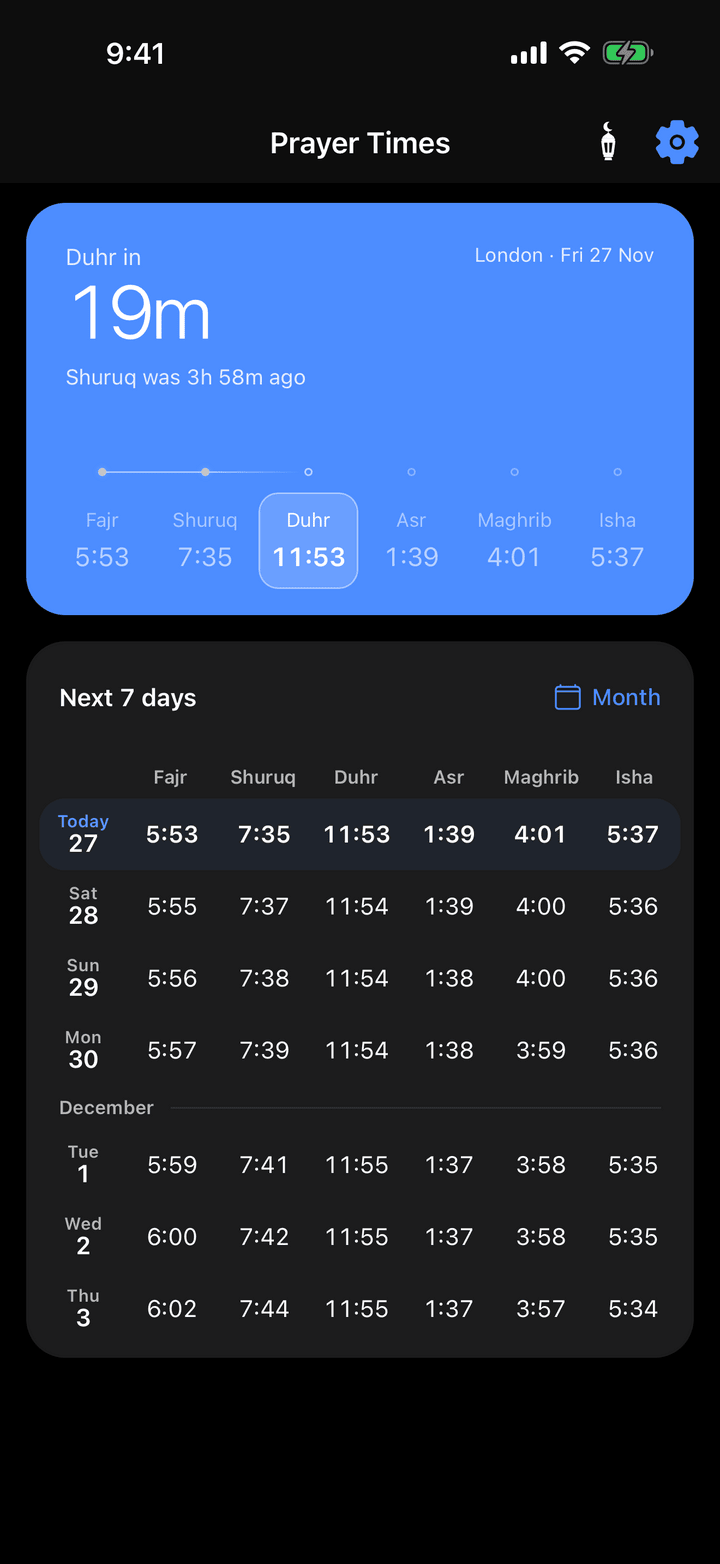 9:41
Prayer Times
Duhr in
London · Fri 27 Nov
19m
Shuruq was 3h 58m ago
Fajr Shuruq Duhr Asr Maghrib Isha
5:53 7:35 11:53 1:39 4:01 5:37
Next 7 days
Month
Fajr Shuruq Duhr Asr Maghrib Isha
Today
27 5:53 7:35 11:53 1:39 4:01 5:37
Sat
28 5:55 7:37 11:54 1:39 4:00 5:36
Sun
29 5:56 7:38 11:54 1:38 4:00 5:36
Mon
30 5:57 7:39 11:54 1:38 3:59 5:36
December
Tue
1 5:59 7:41 11:55 1:37 3:58 5:35
Wed
2 6:00 7:42 11:55 1:37 3:58 5:35
Thu
3 6:02 7:44 11:55 1:37 3:57 5:34